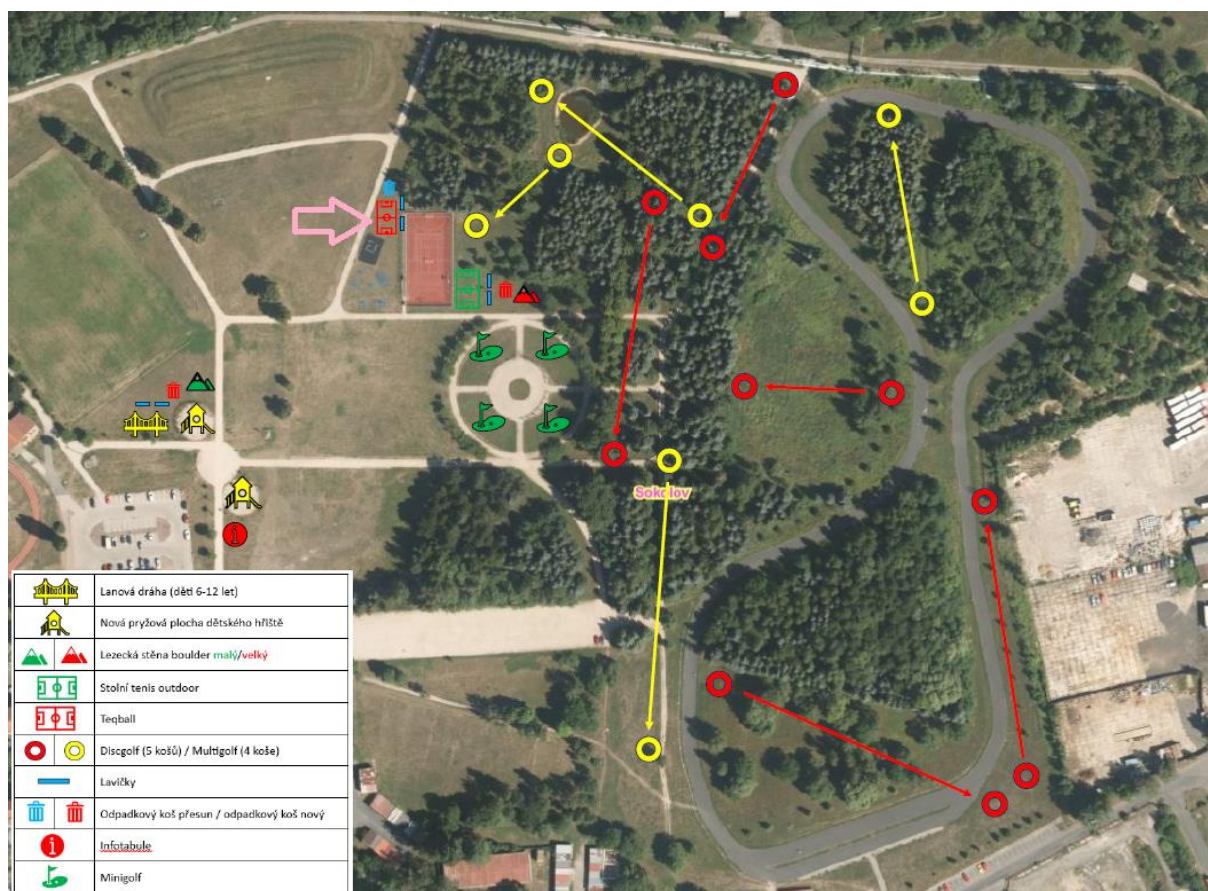 Sokolov
Lanová dráha (děti 6-12 let)
Nová pryžová plocha dětského hřiště
Lezecká stěna boulder malý/velký
Stolní tenis outdoor
Teqball
Discgolf (5 košů) / Multigolf (4 koše)
Lavičky
Odpadkový koš přesun / odpadkový koš nový
Infotabule
Minigolf